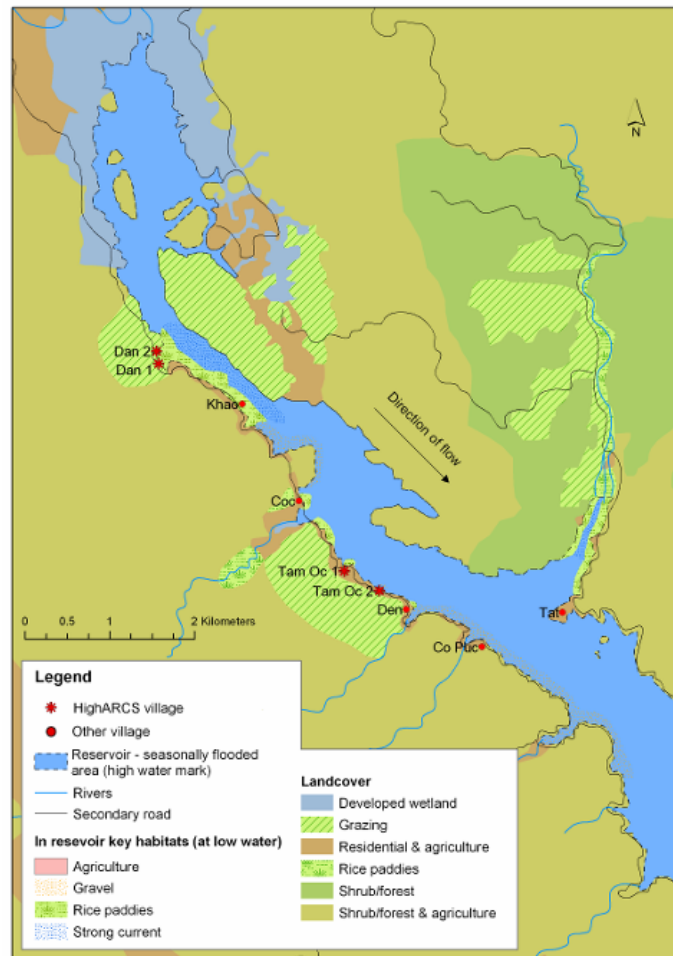 N
Dan 2
Dan 1
Khao
Direction of flow
Coc
Tam Oc 1
Tam Oc 2
Den
Tat
Co Puc
0 0.5 1 2 Kilometers
Legend
HighARCS village
Other village
Reservoir - seasonally flooded
area (high water mark)
Rivers
Secondary road
In resevoir key habitats (at low water)
Agriculture
Gravel
Rice paddies
Strong current
Landcover
Developed wetland
Grazing
Residential & agriculture
Rice paddies
Shrub/forest
Shrub/forest & agriculture